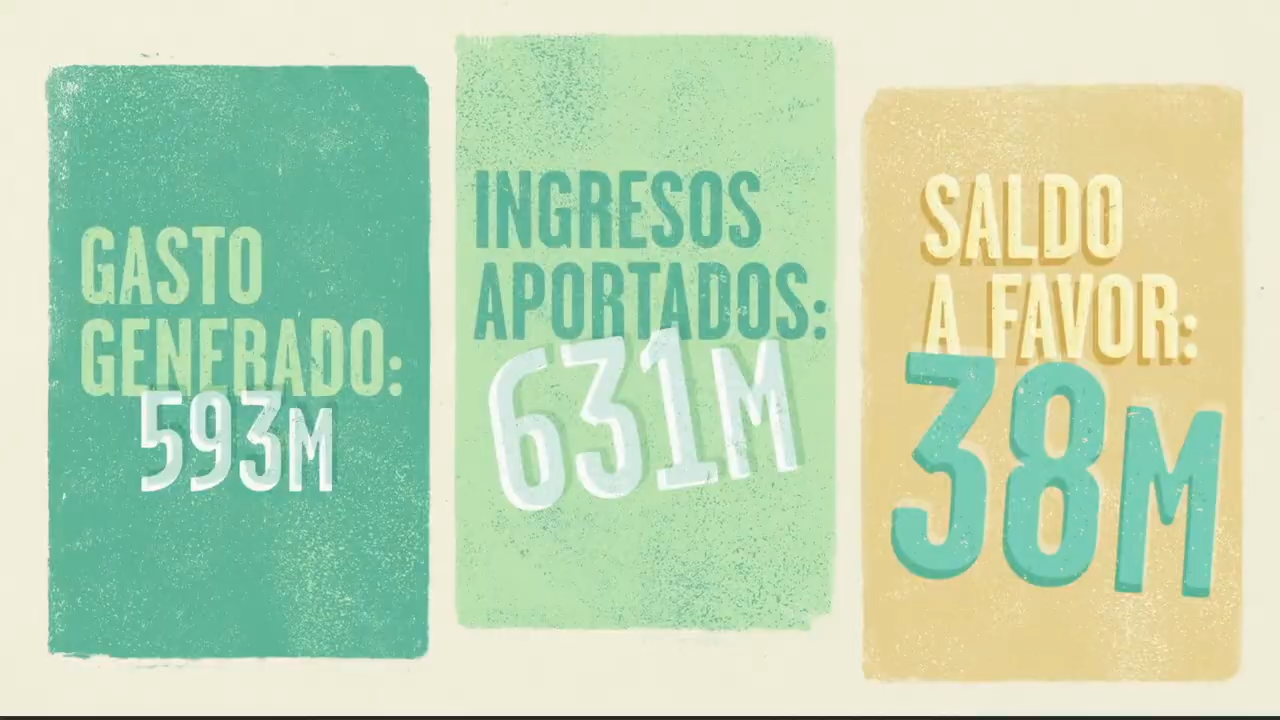 GASTO
GENERADO:
593M
INGRESOS
APORTADOS:
631M
SALDO
A FAVOR:
38M